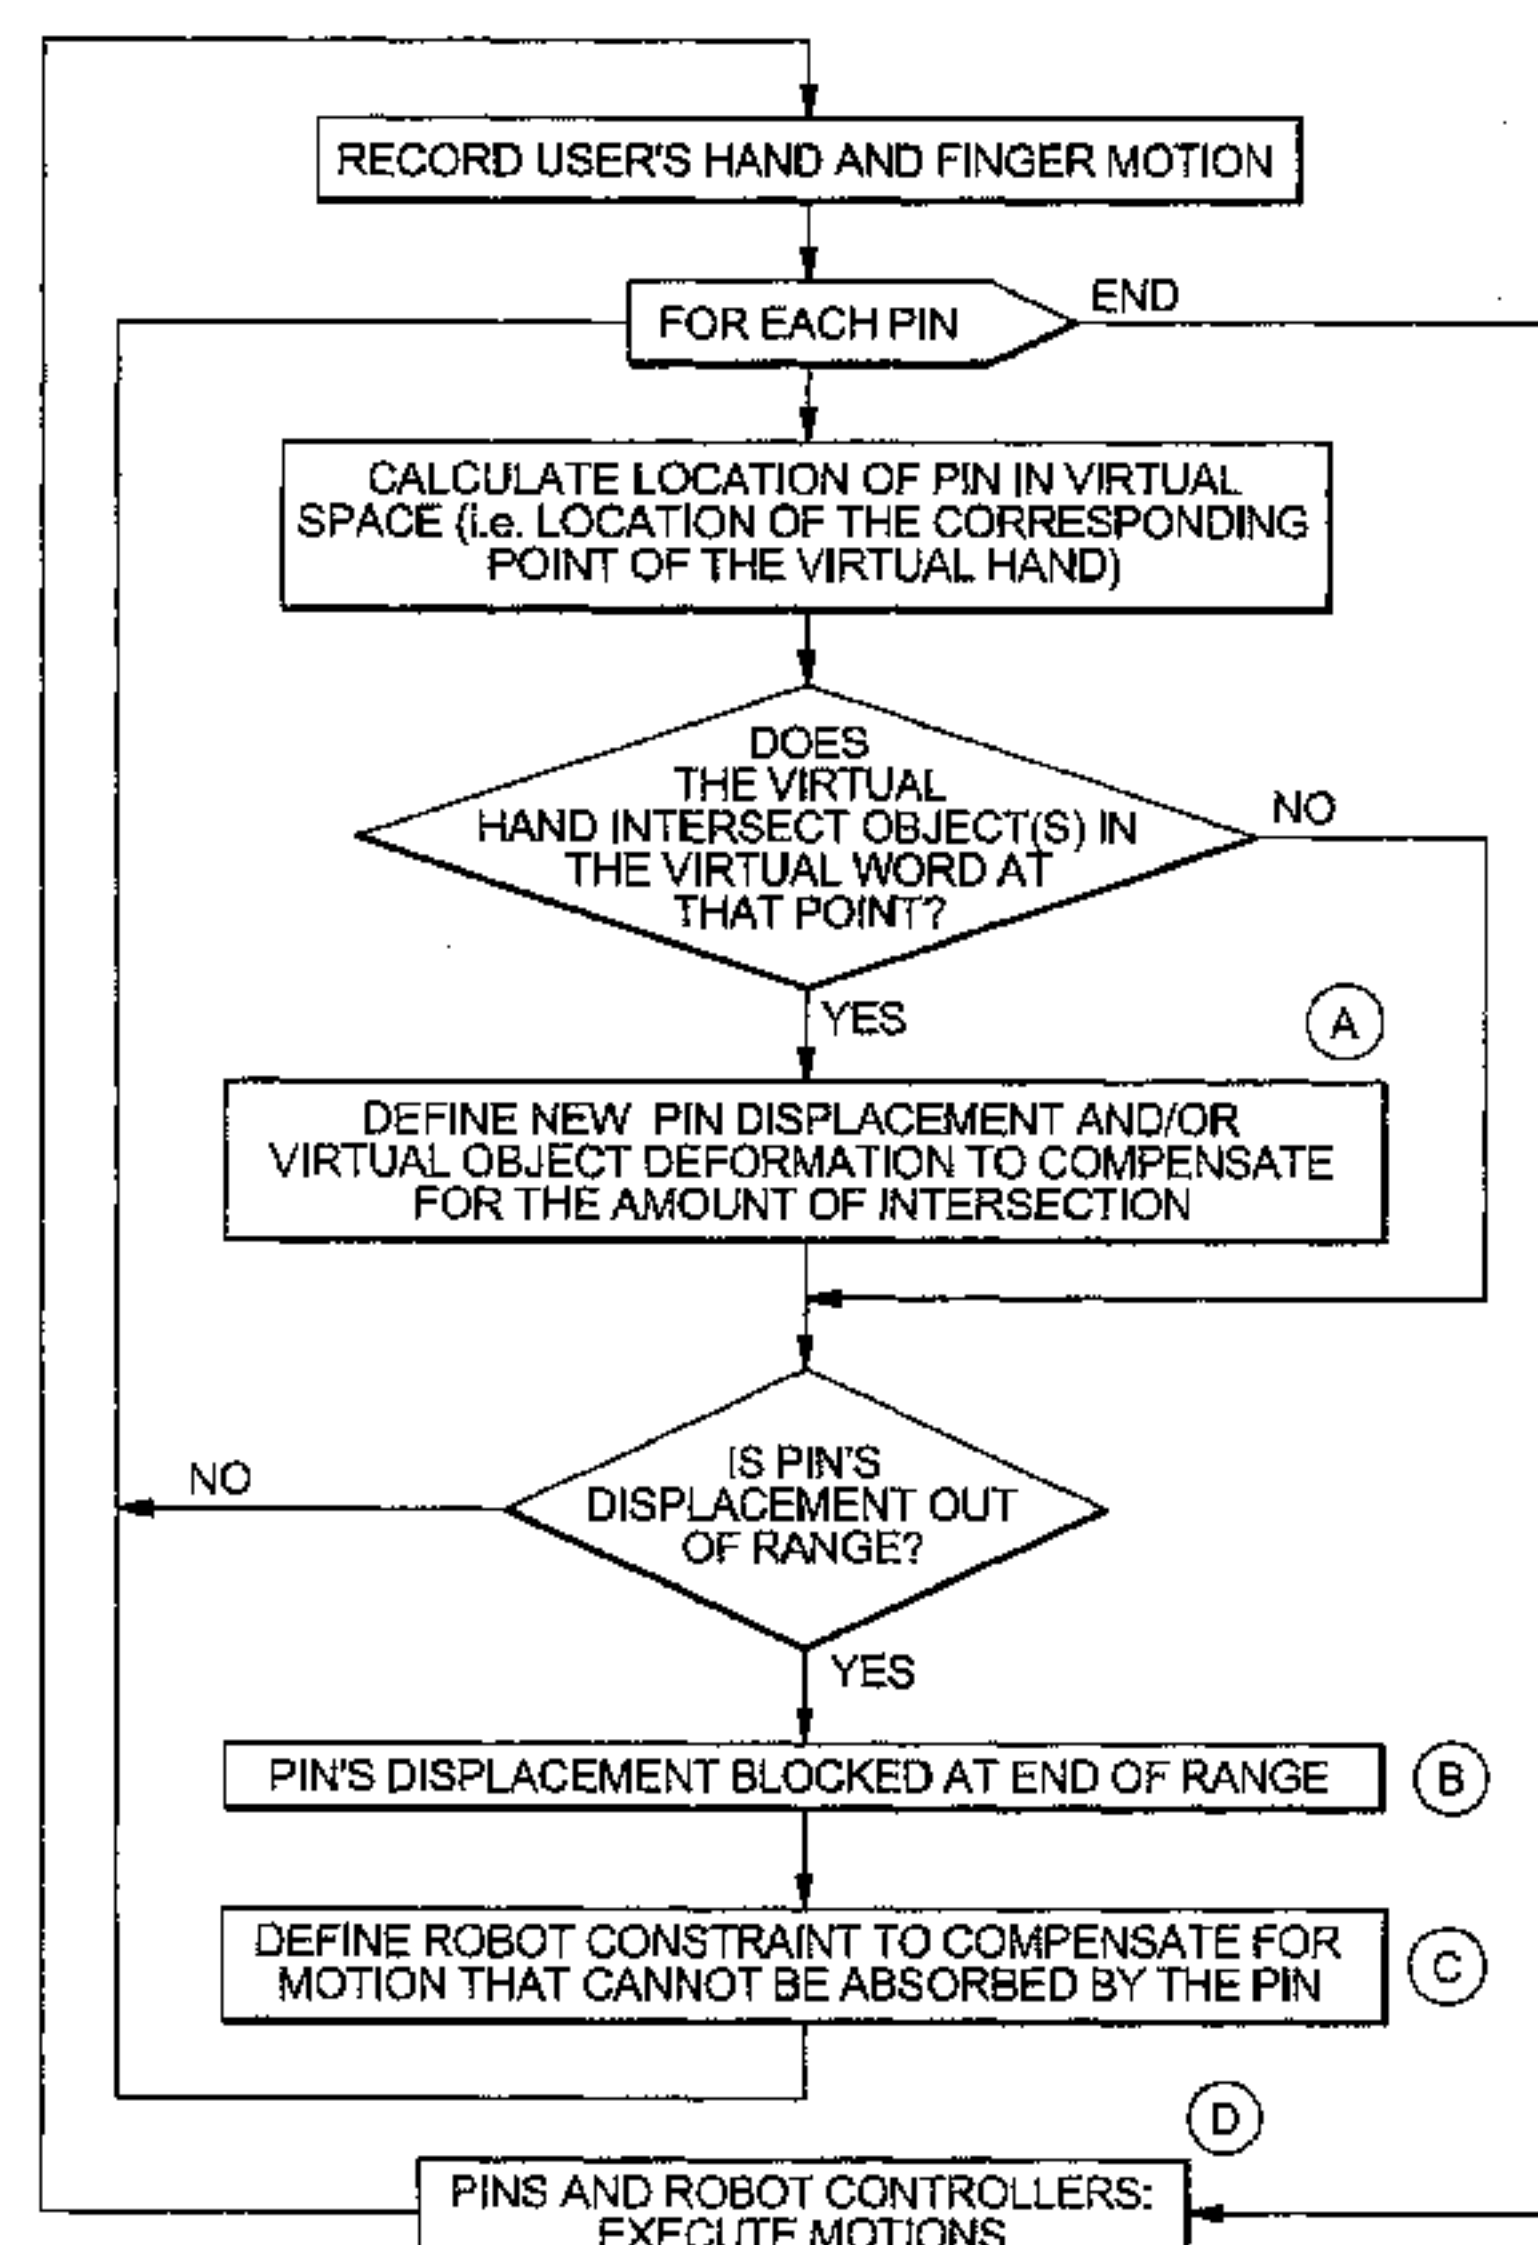 RECORD USER'S HAND AND FINGER MOTION
FOR EACH PIN
END
CALCULATE LOCATION OF PIN IN VIRTUAL
SPACE (i.e. LOCATION OF THE CORRESPONDING
POINT OF THE VIRTUAL HAND)
DOES
THE VIRTUAL
HAND INTERSECT OBJECT(S) IN
THE VIRTUAL WORD AT
THAT POINT?
NO
YES
A
DEFINE NEW PIN DISPLACEMENT AND/OR
VIRTUAL OBJECT DEFORMATION TO COMPENSATE
FOR THE AMOUNT OF INTERSECTION
IS PIN'S
DISPLACEMENT OUT
OF RANGE?
NO
YES
PIN'S DISPLACEMENT BLOCKED AT END OF RANGE
B
DEFINE ROBOT CONSTRAINT TO COMPENSATE FOR
MOTION THAT CANNOT BE ABSORBED BY THE PIN
C
D
PINS AND ROBOT CONTROLLERS:
EXECUTE MOTIONS